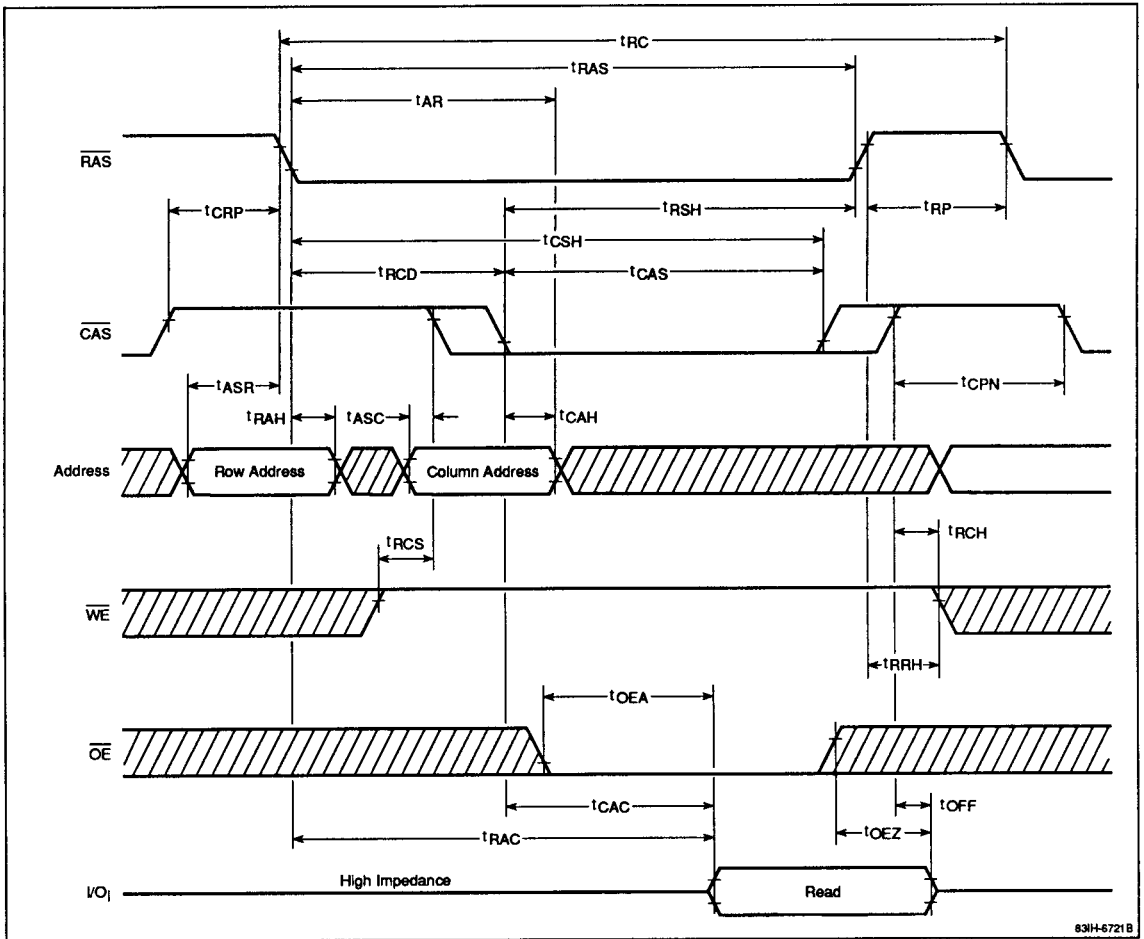 tRC
tRAS
tAR
RAS
tCRP
tRSH
tRP
tCSH
tRCD
tCAS
CAS
tASR
tCPN
tRAH
tASC
tCAH
Address
Row Address
Column Address
tRCS
tRCH
WE
tRRH
tOEA
OE
tCAC
tOFF
tRAC
tOEZ
High Impedance
I/Oi
Read
83IH-6721B